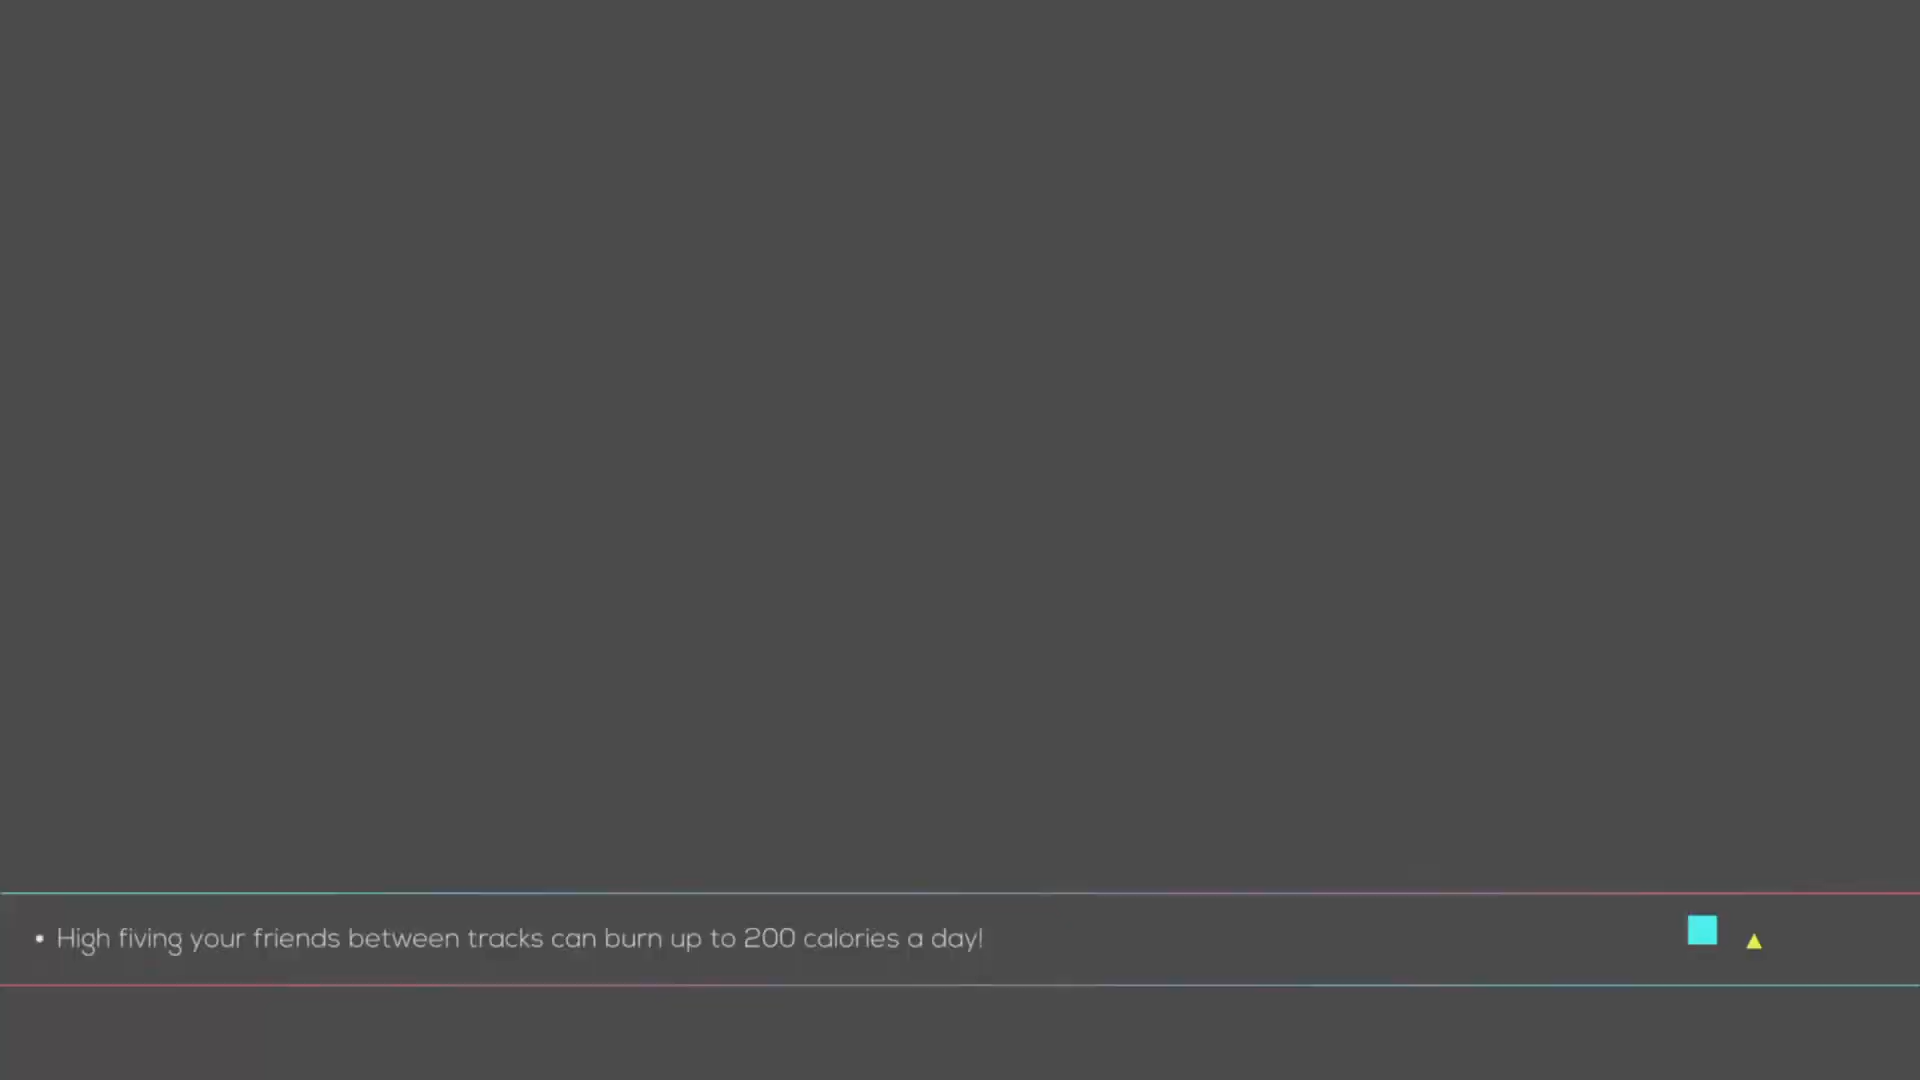 • High fiving your friends between tracks can burn up to 200 calories a day!